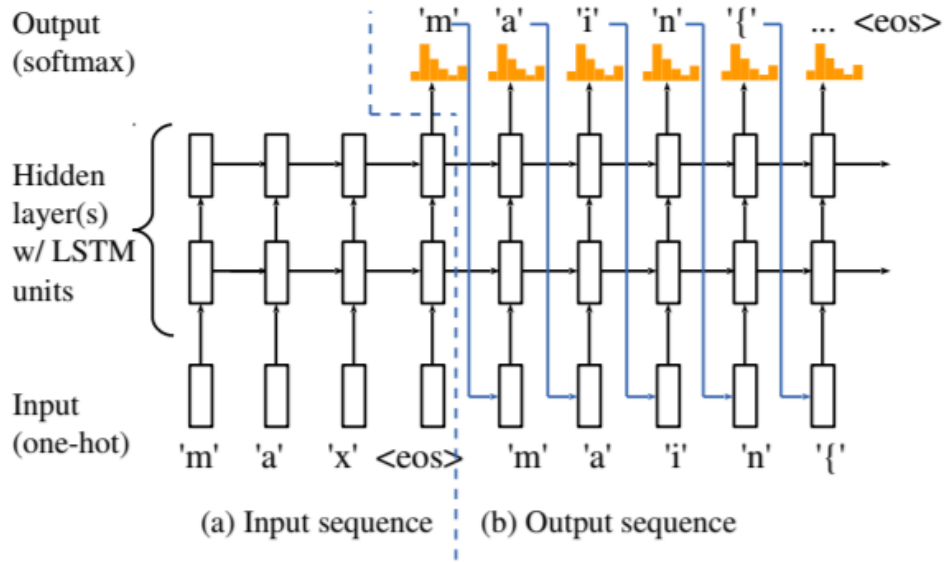 Output
(softmax)
'm' 'a' 'i' 'n' '{' ... <eos>
Hidden
layer(s)
w/ LSTM
units
Input
(one-hot)
'm' 'a' 'x' <eos> 'm' 'a' 'i' 'n' '{'
(a) Input sequence (b) Output sequence